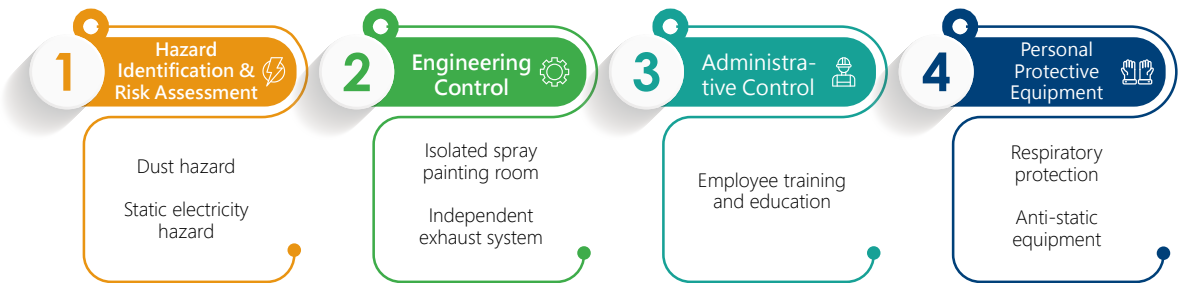 1
Hazard
Identification &
Risk Assessment
Dust hazard
Static electricity
hazard
2
Engineering
Control
Isolated spray
painting room
Independent
exhaust system
3
Administra-
tive Control
Employee training
and education
4
Personal
Protective
Equipment
Respiratory
protection
Anti-static
equipment